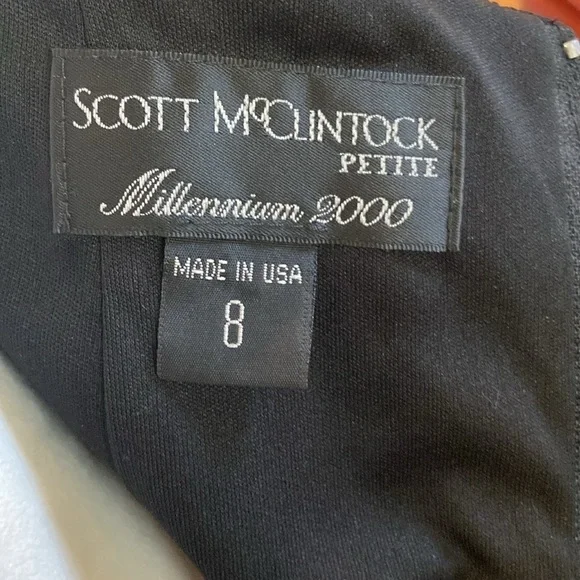 SCOTT McCLINTOCK
PETITE
Millennium 2000
MADE IN USA
8